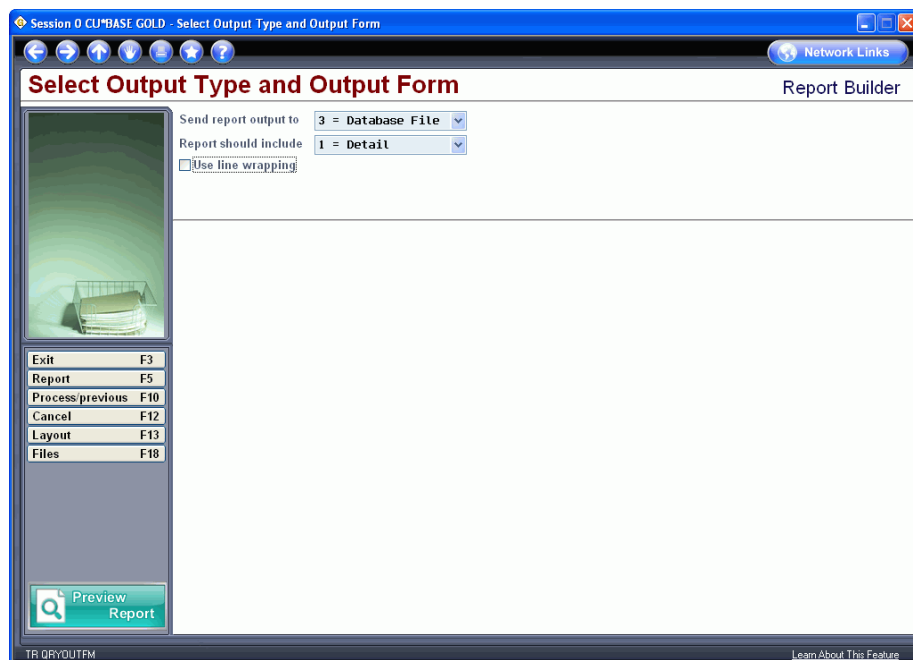 Session 0 CU*BASE GOLD - Select Output Type and Output Form
Network Links
Select Output Type and Output Form
Report Builder
Send report output to 3 = Database File
Report should include 1 = Detail
Use line wrapping
Exit F3
Report F5
Process/previous F10
Cancel F12
Layout F13
Files F18
Preview
Report
TR QRYOUTFM
Learn About This Feature